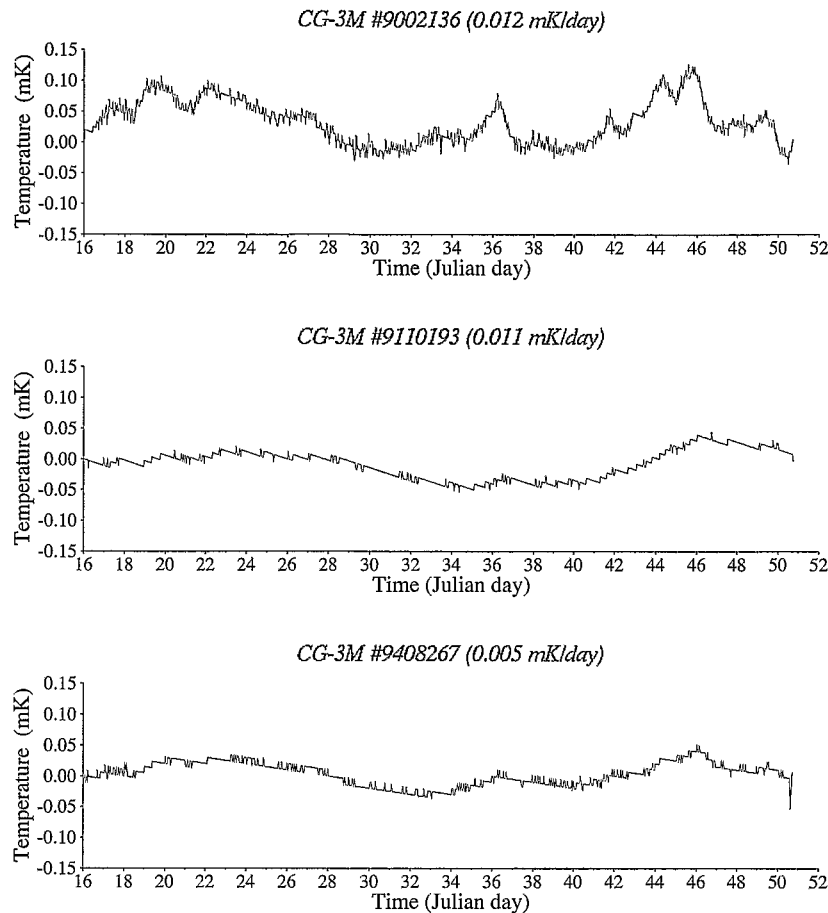 CG-3M #9002136 (0.012 mK/day)
Temperature (mK)
0.15
0.10
0.05
0.00
-0.05
-0.10
-0.15
16 18 20 22 24 26 28 30 32 34 36 38 40 42 44 46 48 50 52
Time (Julian day)
CG-3M #9110193 (0.011 mK/day)
Temperature (mK)
0.15
0.10
0.05
0.00
-0.05
-0.10
-0.15
16 18 20 22 24 26 28 30 32 34 36 38 40 42 44 46 48 50 52
Time (Julian day)
CG-3M #9408267 (0.005 mK/day)
Temperature (mK)
0.15
0.10
0.05
0.00
-0.05
-0.10
-0.15
16 18 20 22 24 26 28 30 32 34 36 38 40 42 44 46 48 50 52
Time (Julian day)